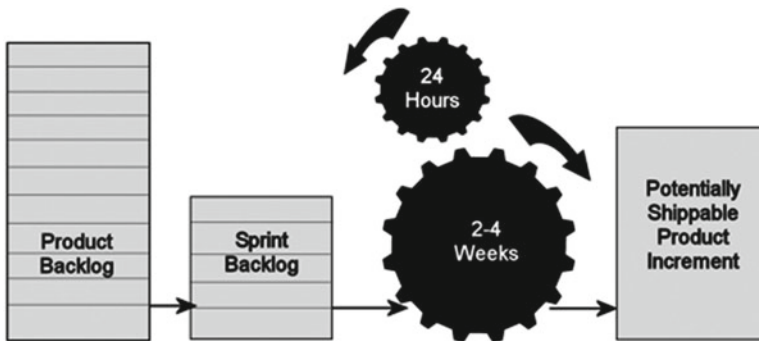 24
Hours
Product
Backlog
Sprint
Backlog
2-4
Weeks
Potentially
Shippable
Product
Increment